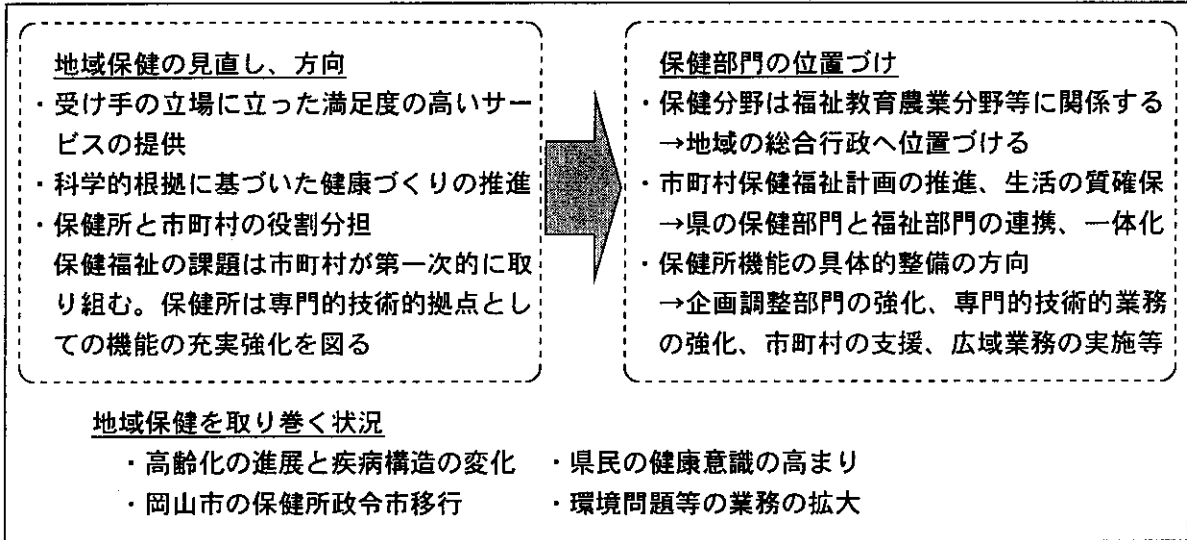 地域保健の見直し、方向
・受け手の立場に立った満足度の高いサー
ビスの提供
・科学的根拠に基づいた健康づくりの推進
・保健所と市町村の役割分担
保健福祉の課題は市町村が第一次的に取
り組む。保健所は専門的技術的拠点とし
ての機能の充実強化を図る
保健部門の位置づけ
・保健分野は福祉教育農業分野等に関係する
→地域の総合行政へ位置づける
・市町村保健福祉計画の推進、生活の質確保
→県の保健部門と福祉部門の連携、一体化
・保健所機能の具体的整備の方向
→企画調整部門の強化、専門的技術的業務
の強化、市町村の支援、広域業務の実施等
地域保健を取り巻く状況
・高齢化の進展と疾病構造の変化 ・県民の健康意識の高まり
・岡山市の保健所政令市移行 ・環境問題等の業務の拡大